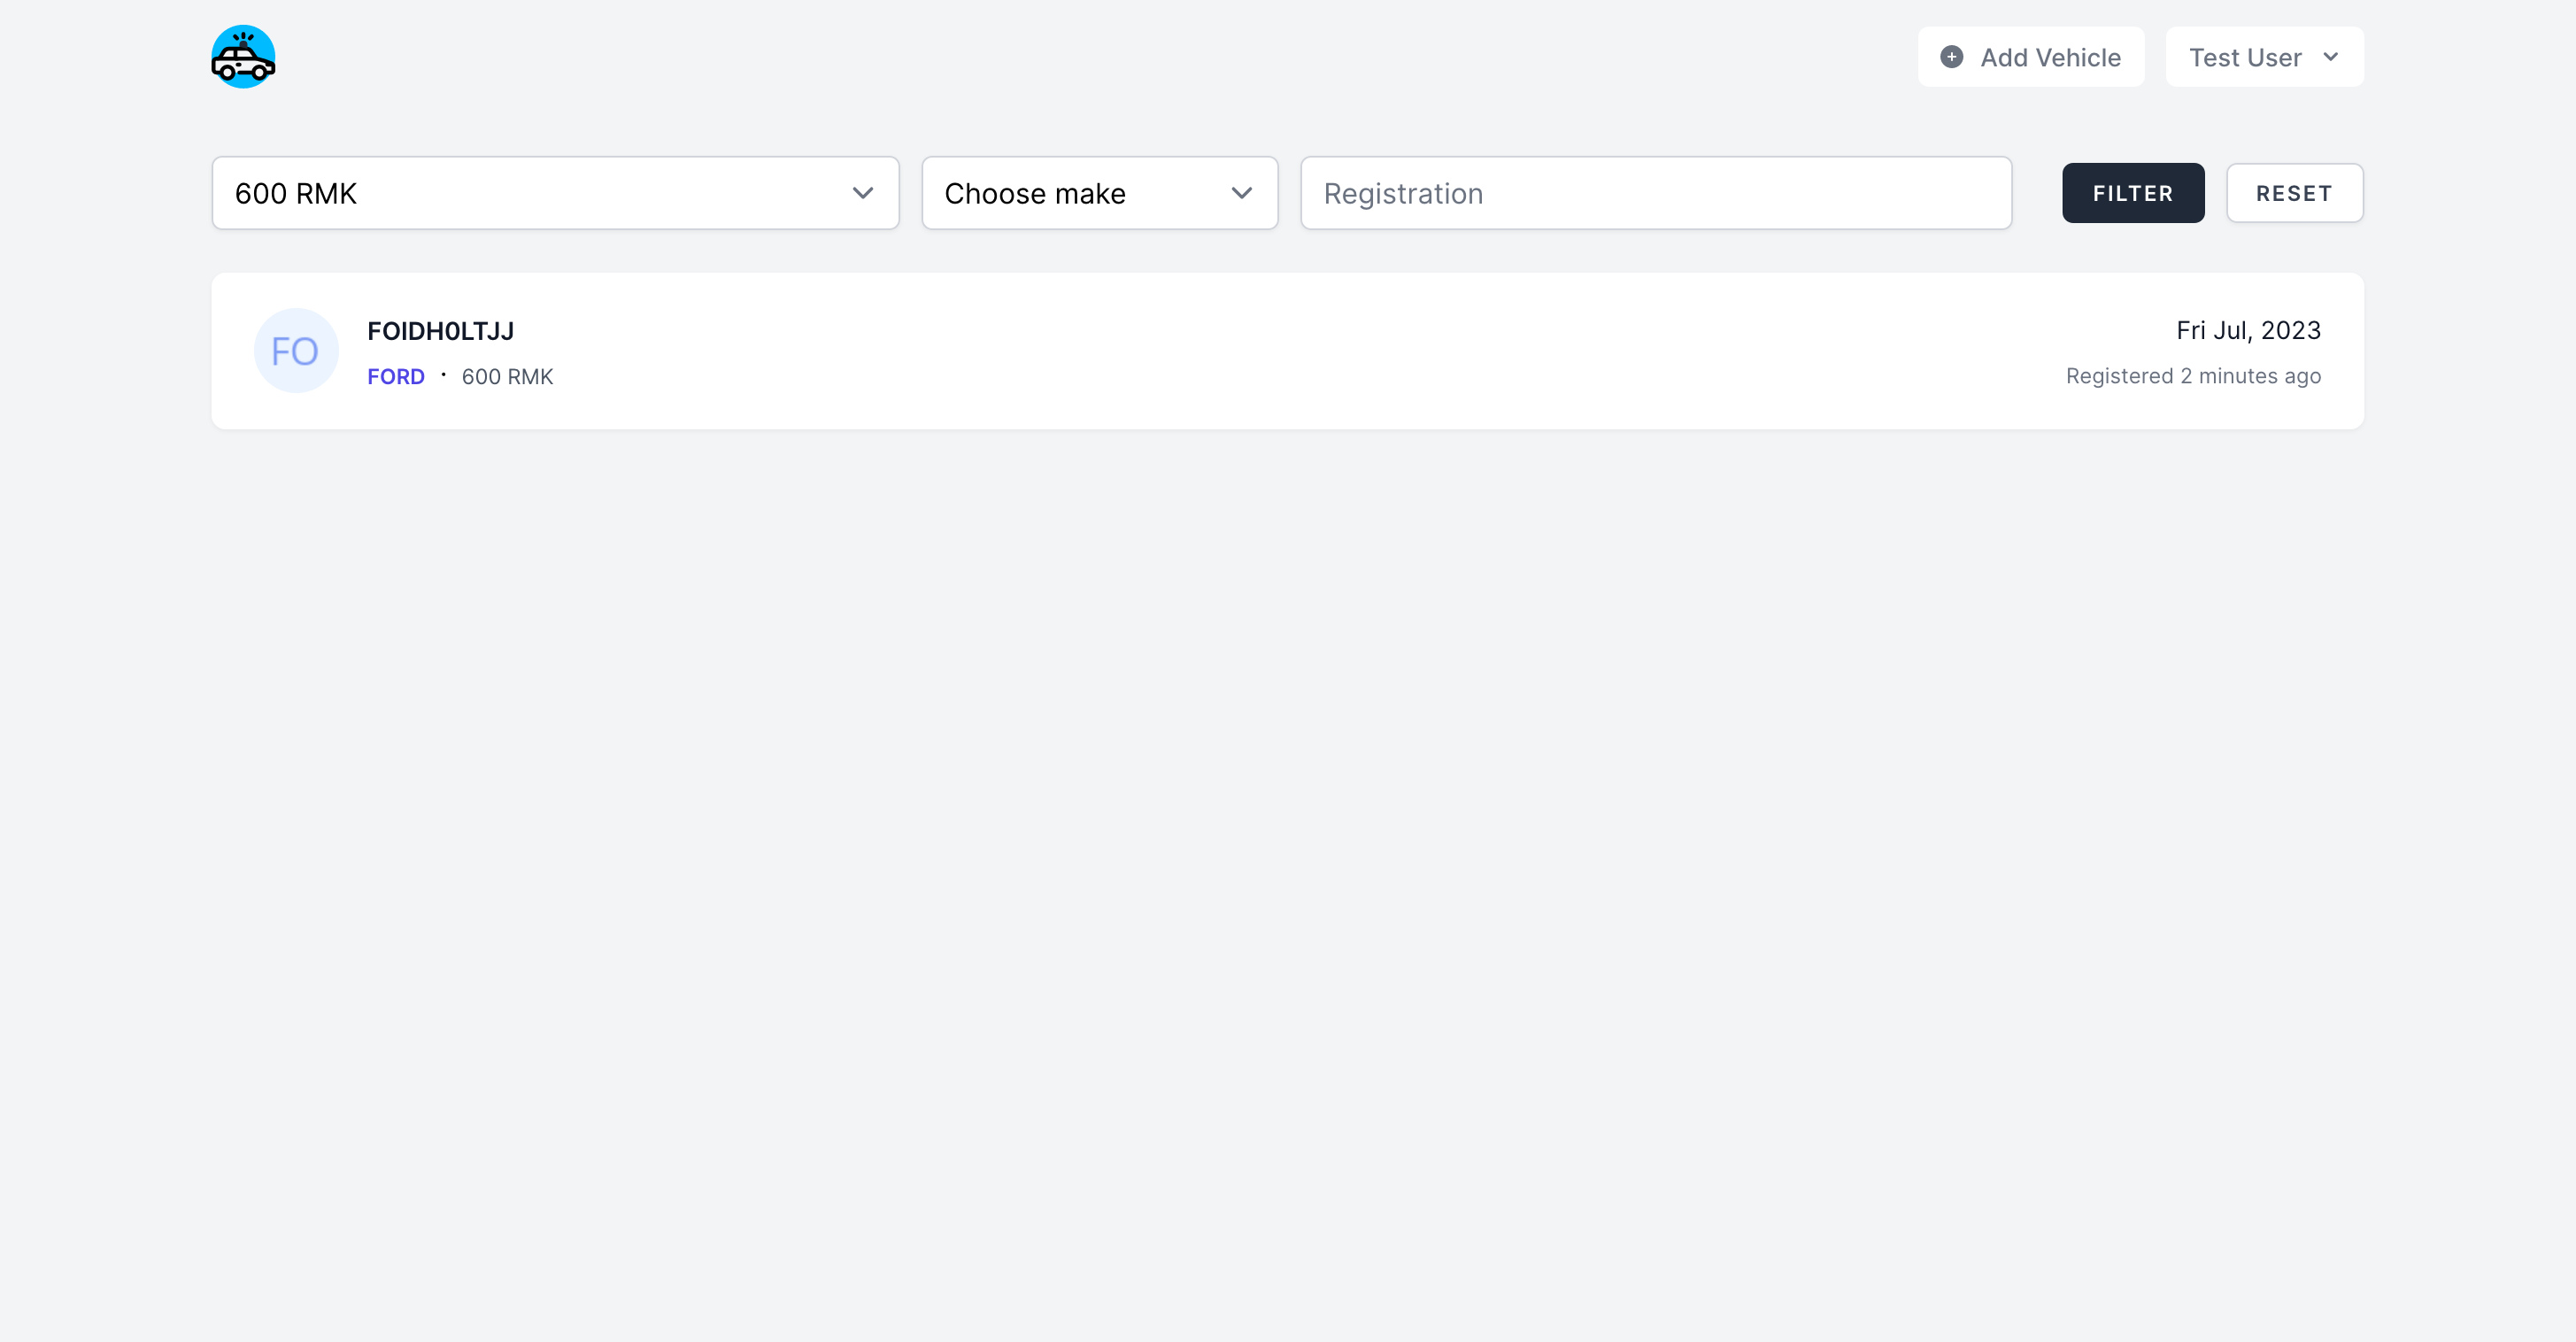 Add Vehicle
Test User
600 RMK
Choose make
Registration
FILTER
RESET
FO
FOIDH0LTJJ
FORD · 600 RMK
Fri Jul, 2023
Registered 2 minutes ago